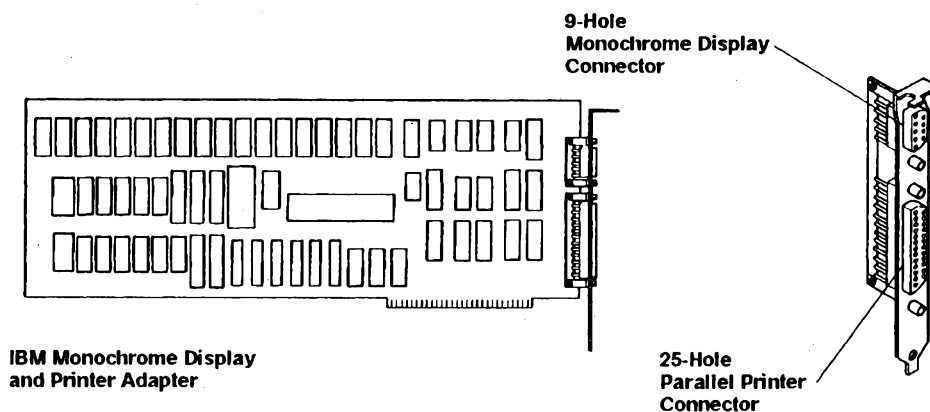 9-Hole
Monochrome Display
Connector
IBM Monochrome Display
and Printer Adapter
25-Hole
Parallel Printer
Connector